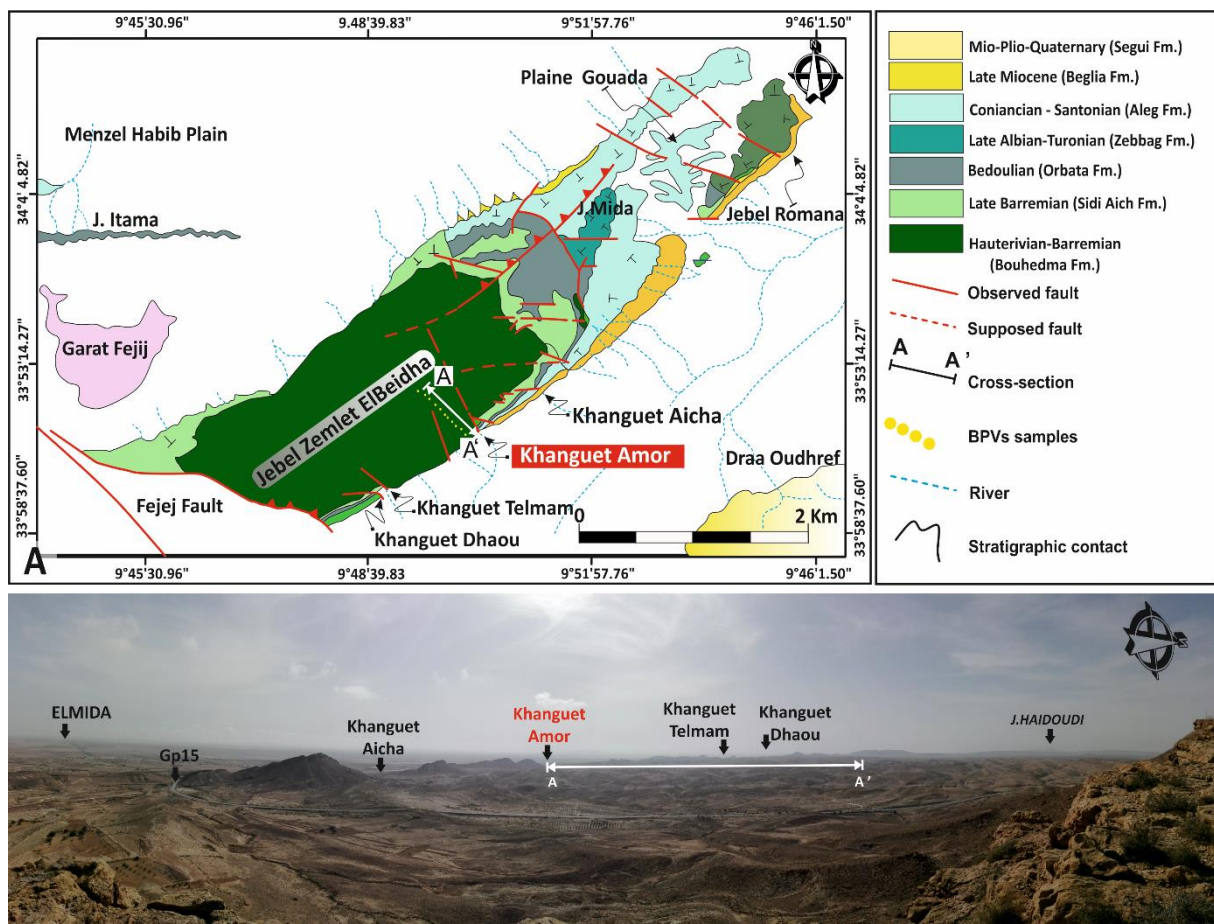 9°45'30.96"
9.48'39.83"
9°51'57.76"
9°46'1.50"
Plaine Gouada
Menzel Habib Plain
34°4' 4.82"
34°4'4.82"
J. Itama
J.Mida
Jebel Romana
Garat Fejij
33°53'14.27"
33°53'14.27"
A
Jebel Zemlet ElBeidha
Khanguet Aicha
A'
Khanguet Amor
Draa Oudhref
Khanguet Telmam
Fejej Fault
Khanguet Dhaou
0
2 Km
33°58'37.60"
33°58'37.60"
A
9°45'30.96"
9°48'39.83"
9°51'57.76"
9°46'1.50"
Mio-Plio-Quaternary (Segui Fm.)
Late Miocene (Beglia Fm.)
Coniancian - Santonian (Aleg Fm.)
Late Albian-Turonian (Zebbag Fm.)
Bedoulian (Orbata Fm.)
Late Barremian (Sidi Aich Fm.)
Hauterivian-Barremian
(Bouhedma Fm.)
Observed fault
Supposed fault
A
A'
Cross-section
BPVs samples
River
Stratigraphic contact
ELMIDA
Gp15
Khanguet
Aicha
Khanguet
Amor
Khanguet
Telmam
Khanguet
Dhaou
J.HAIDOUDI
A
A'